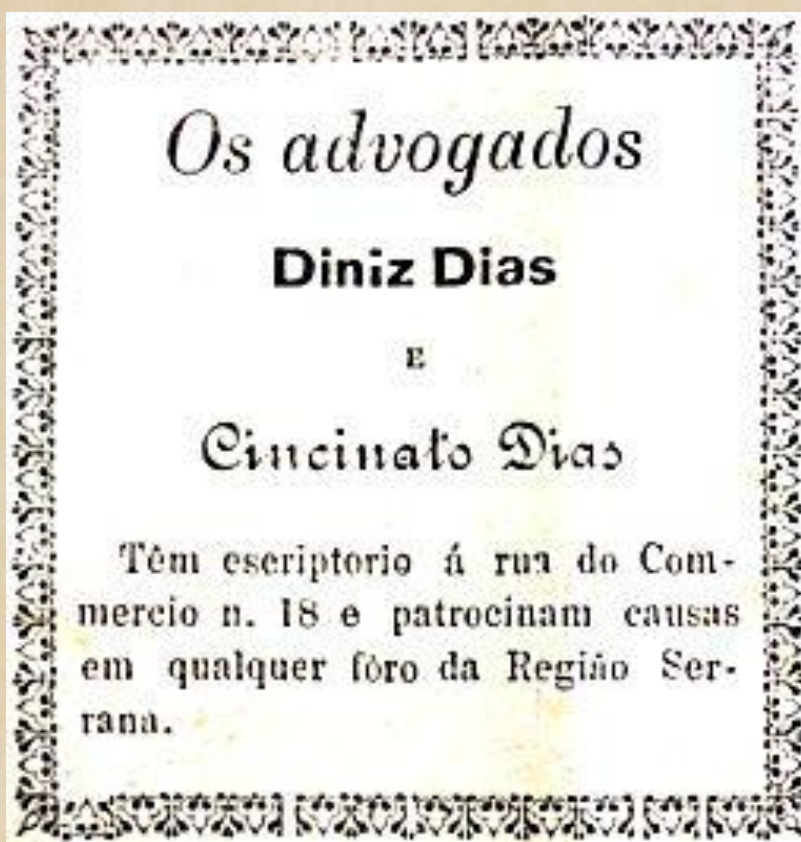 Os advogados
Diniz Dias
E
Cincinato Dias
Têm escriptorio á rua do Com-
mercio n. 18 e patrocinam causas
em qualquer fôro da Região Ser-
rana.